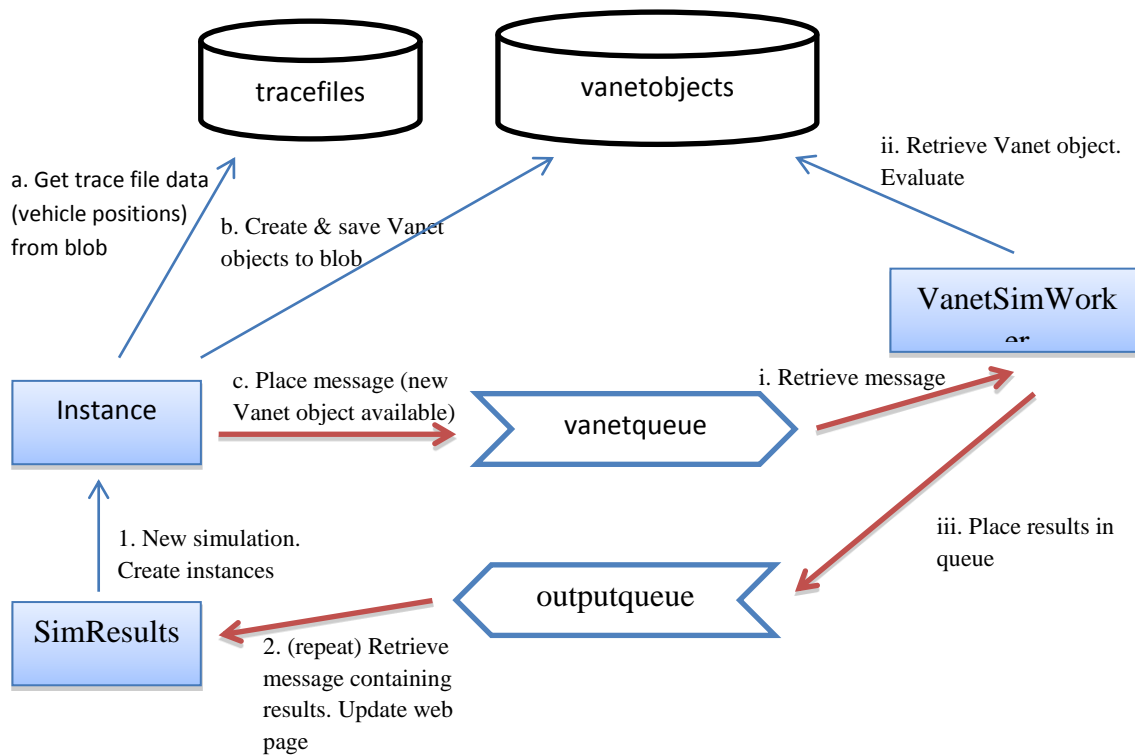 tracefiles
vanetobjects
a. Get trace file data
(vehicle positions)
from blob
b. Create & save Vanet
objects to blob
ii. Retrieve Vanet object.
Evaluate
VanetSimWork
er
Instance
c. Place message (new
Vanet object available)
vanetqueue
i. Retrieve message
1. New simulation.
Create instances
iii. Place results in
queue
SimResults
outputqueue
2. (repeat) Retrieve
message containing
results. Update web
page